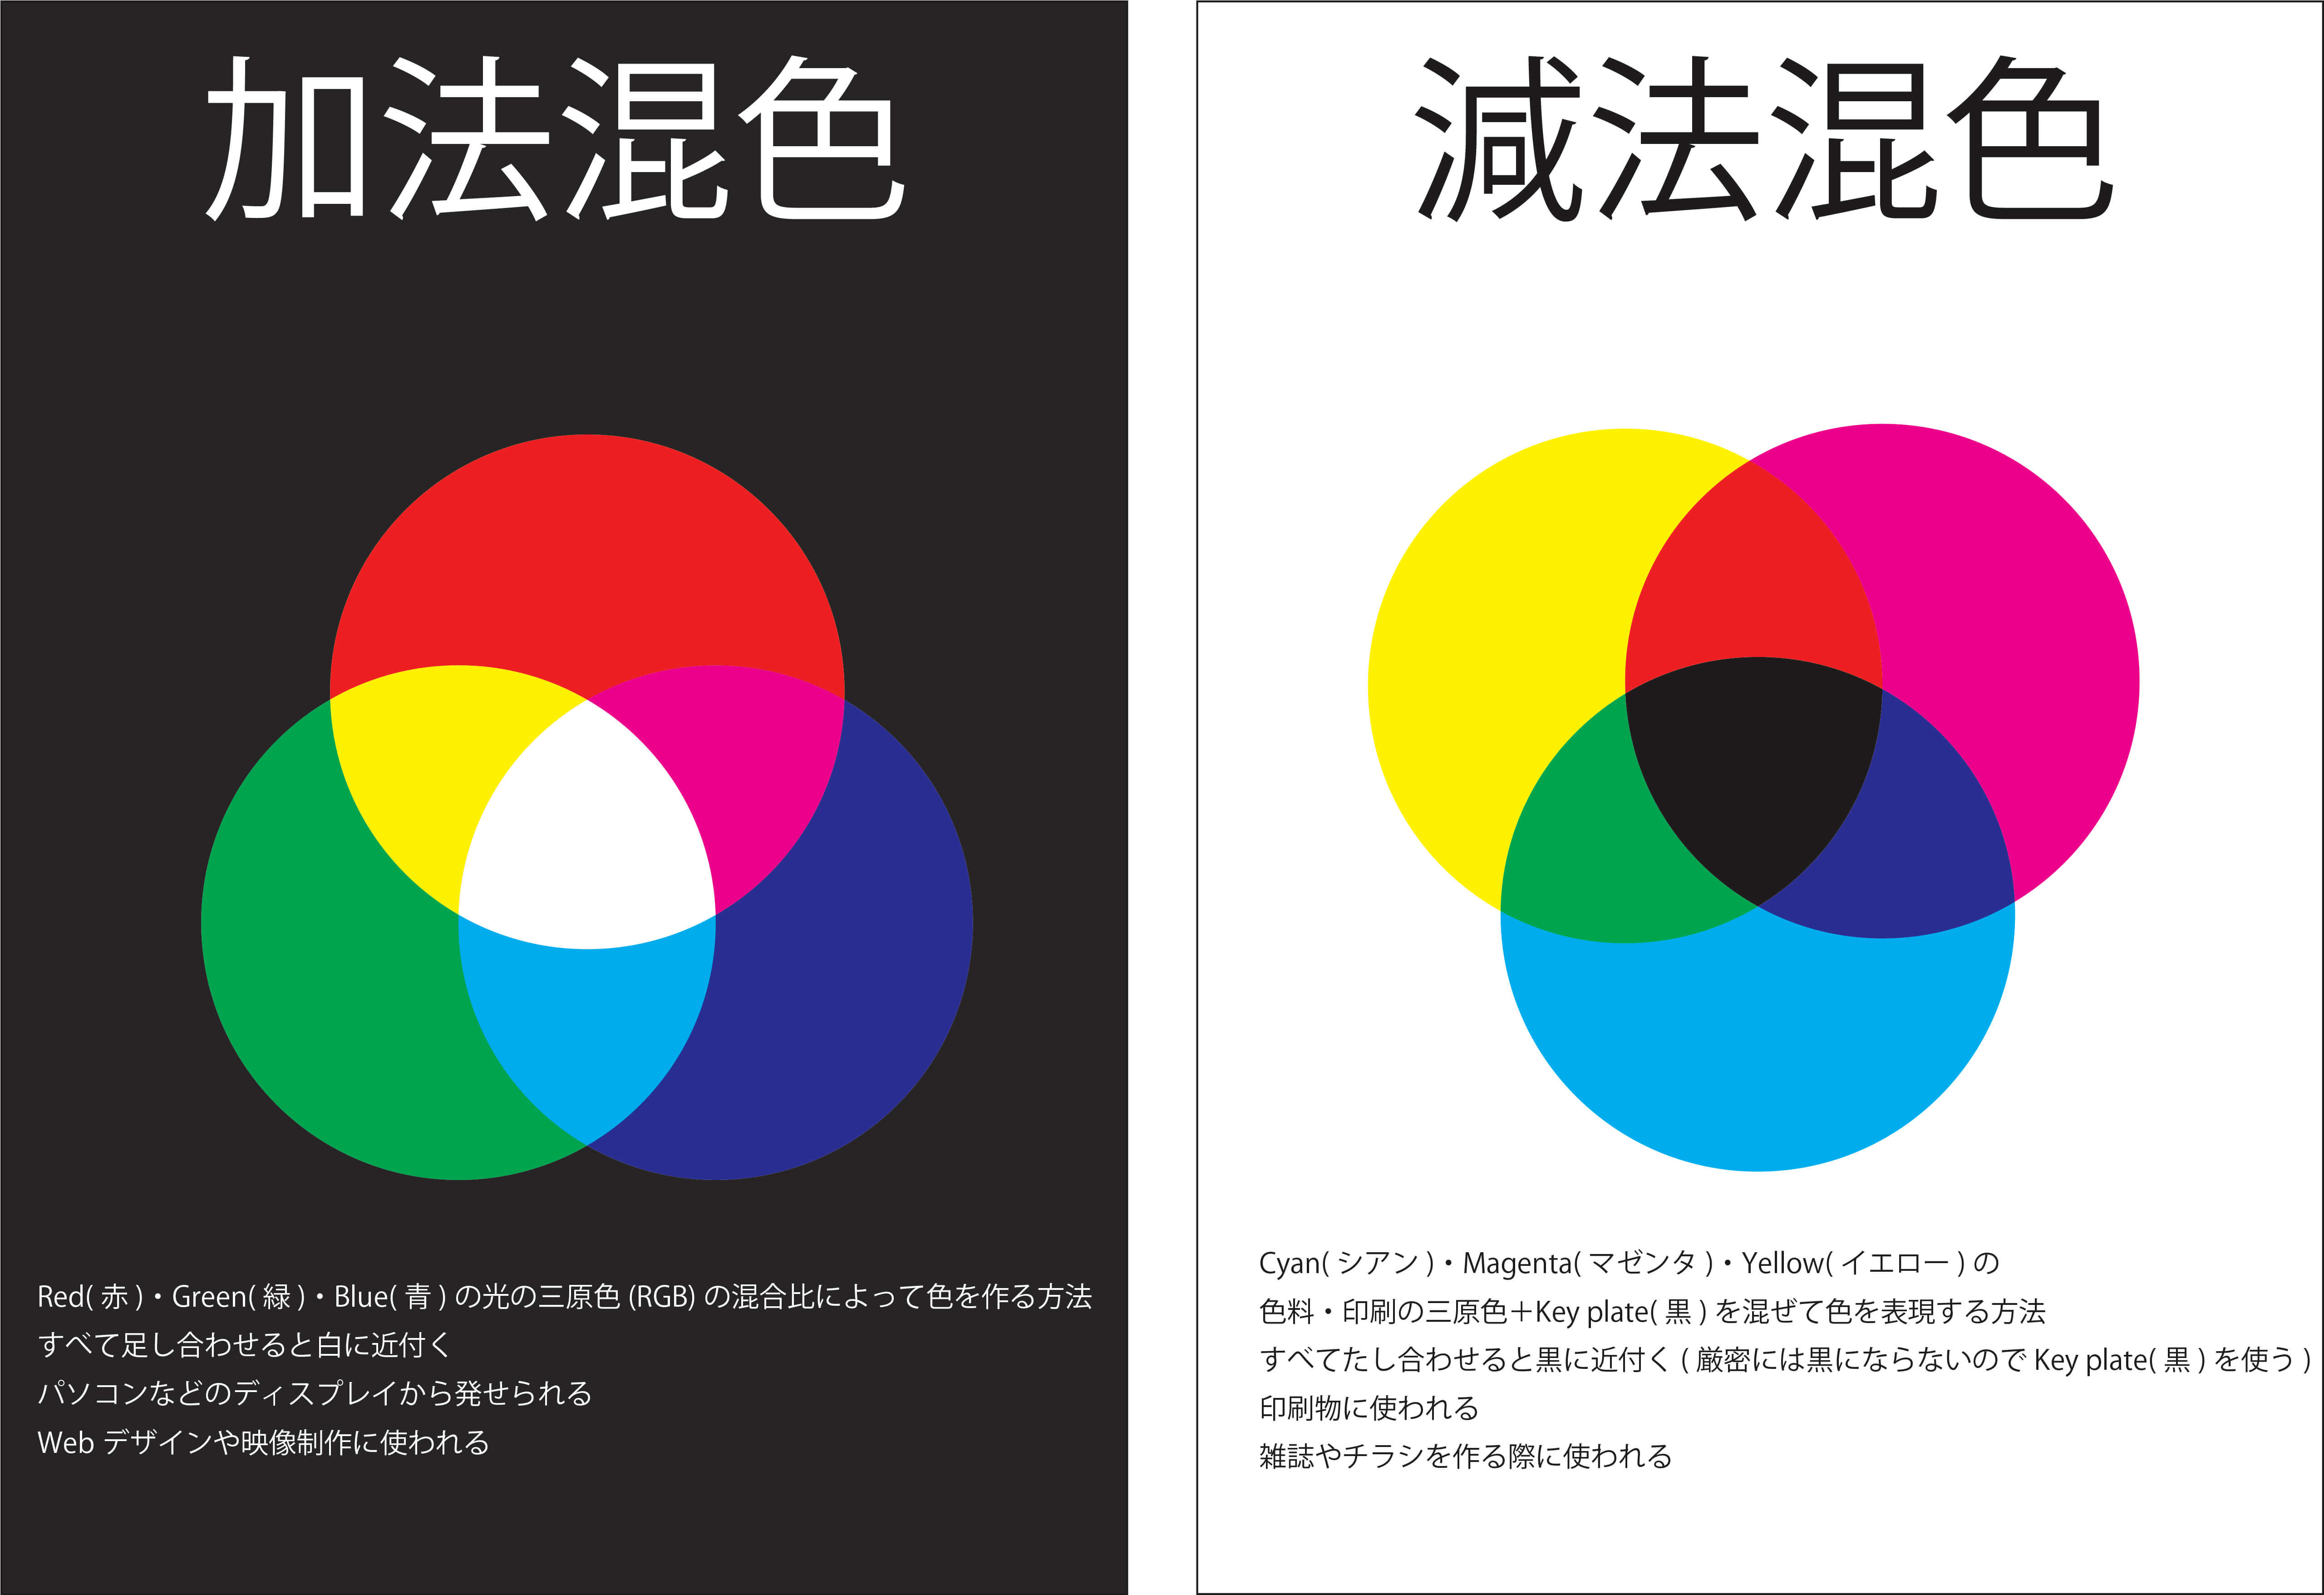 加法混色
Red( 赤 )・Green( 緑 )・Blue( 青 ) の光の三原色 (RGB) の混合比によって色を作る方法
すべて足し合わせると白に近付く
パソコンなどのディスプレイから発せられる
Web デザインや映像制作に使われる
減法混色
Cyan( シアン )・Magenta( マゼンタ )・Yellow( イエロー ) の
色料・印刷の三原色＋Key plate( 黒 ) を混ぜて色を表現する方法
すべてたし合わせると黒に近付く ( 厳密には黒にならないので Key plate( 黒 ) を使う )
印刷物に使われる
雑誌やチラシを作る際に使われる